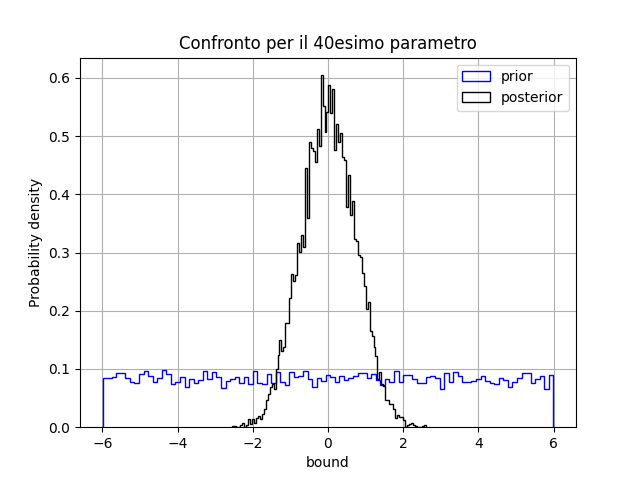 Confronto per il 40esimo parametro
prior
posterior
0.6
0.5
0.4
0.3
0.2
0.1
0.0
Probability density
−6 −4 −2 0 2 4 6
bound